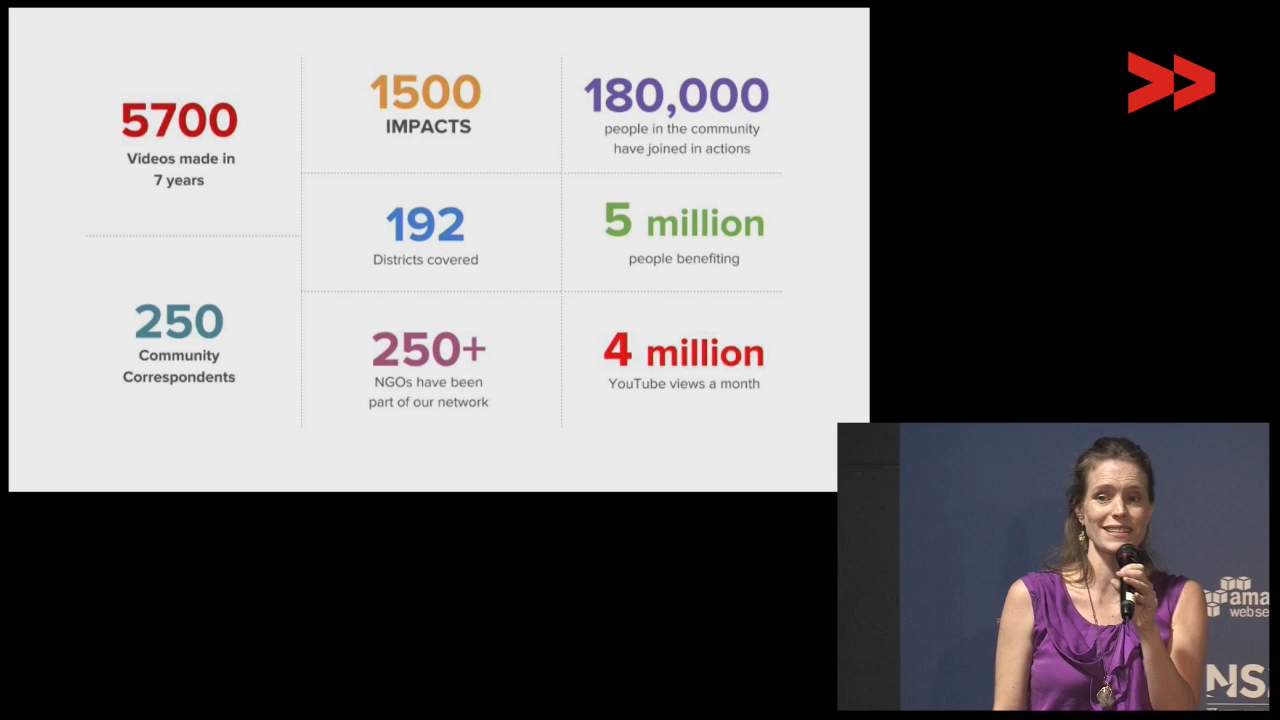 5700
Videos made in
7 years
250
Community
Correspondents
1500
IMPACTS
192
Districts covered
250+
NGOs have been
part of our network
180,000
people in the community
have joined in actions
5 million
people benefiting
4 million
YouTube views a month